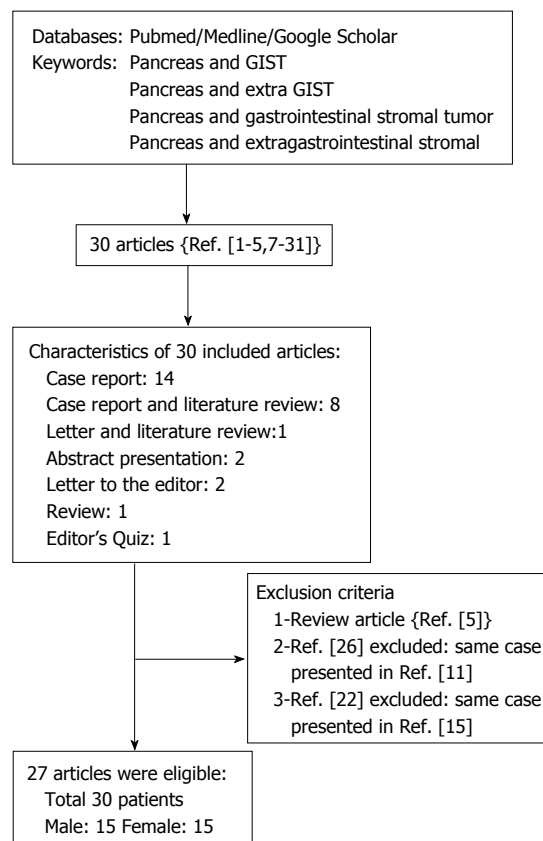 Databases: Pubmed/Medline/Google Scholar
Keywords: Pancreas and GIST
Pancreas and extra GIST
Pancreas and gastrointestinal stromal tumor
Pancreas and extragastrointestinal stromal
30 articles {Ref. [1-5,7-31]}
Characteristics of 30 included articles:
Case report: 14
Case report and literature review: 8
Letter and literature review:1
Abstract presentation: 2
Letter to the editor: 2
Review: 1
Editor's Quiz: 1
Exclusion criteria
1-Review article {Ref. [5]}
2-Ref. [26] excluded: same case
presented in Ref. [11]
3-Ref. [22] excluded: same case
presented in Ref. [15]
27 articles were eligible:
Total 30 patients
Male: 15 Female: 15